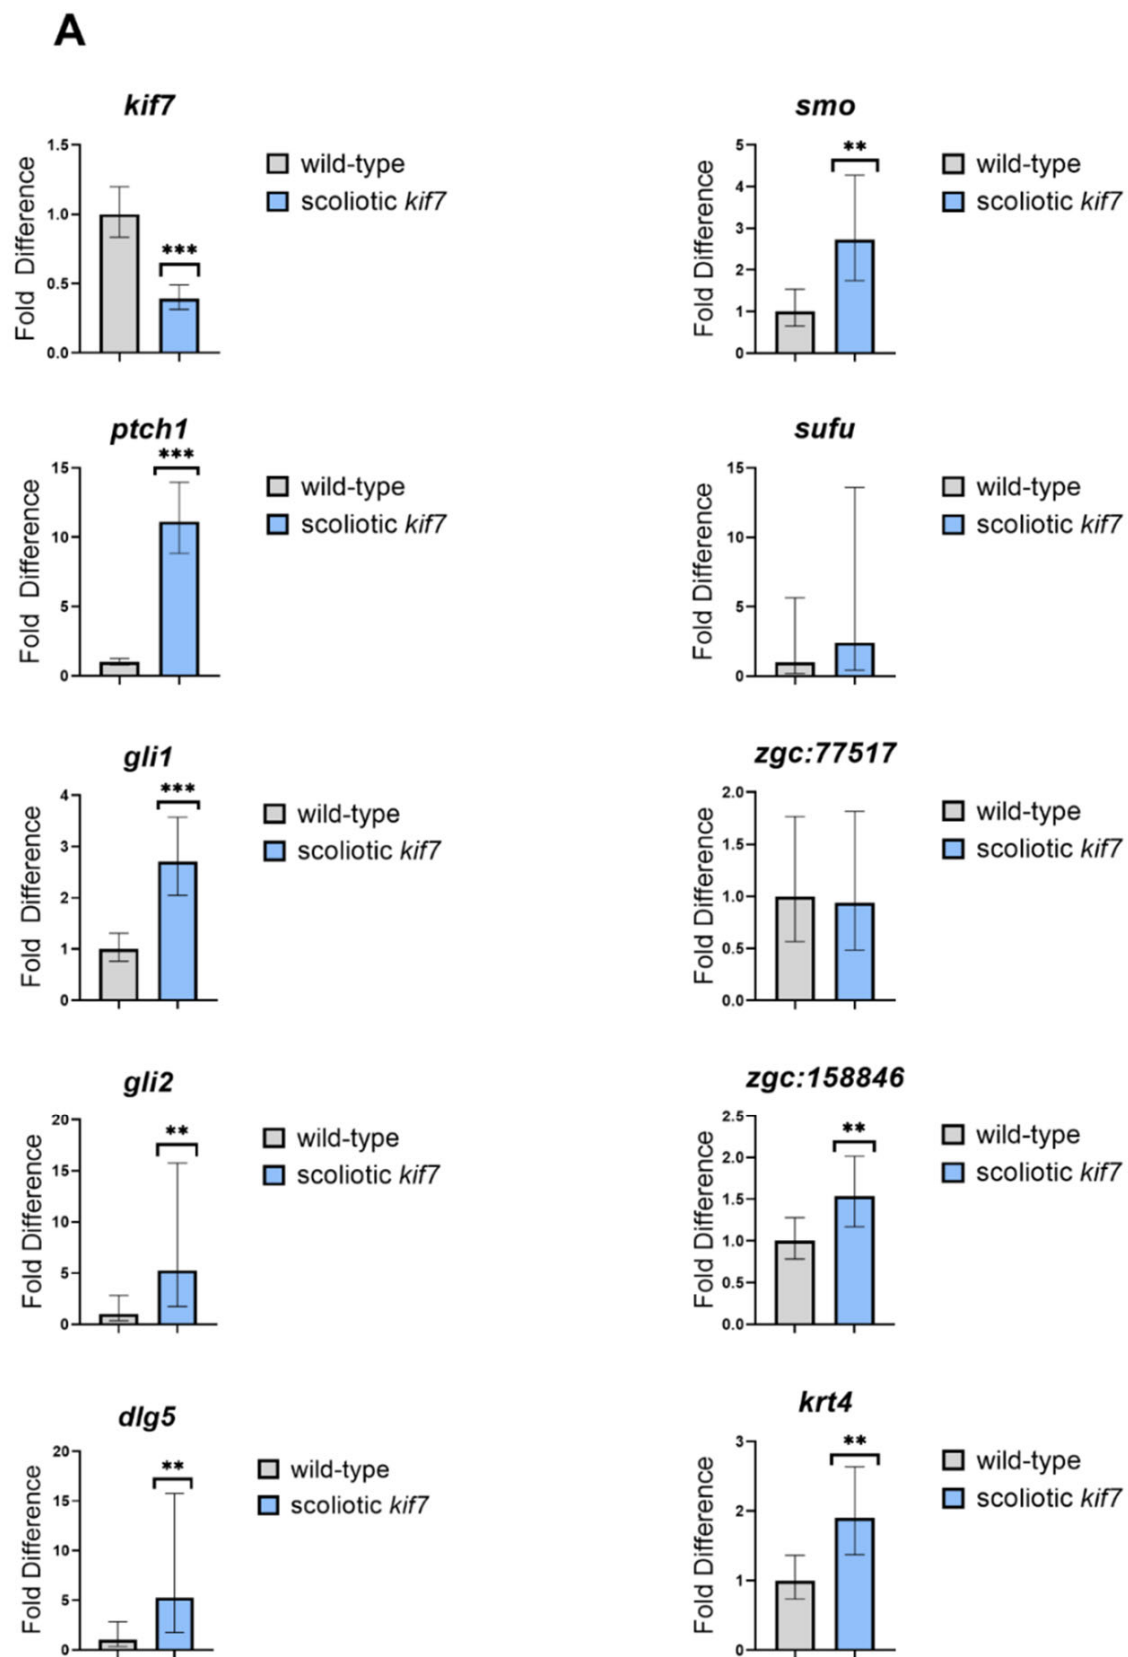 A
kif7
***
1.5
1.0
0.5
0.0
Fold Difference
wild-type
scoliotic kif7
smo
**
5
4
3
2
1
0
Fold Difference
wild-type
scoliotic kif7
ptch1
***
15
10
5
0
Fold Difference
wild-type
scoliotic kif7
sufu
15
10
5
0
Fold Difference
wild-type
scoliotic kif7
gli1
***
4
3
2
1
0
Fold Difference
wild-type
scoliotic kif7
zgc:77517
2.0
1.5
1.0
0.5
0.0
Fold Difference
wild-type
scoliotic kif7
gli2
**
20
15
10
5
0
Fold Difference
wild-type
scoliotic kif7
zgc:158846
**
2.5
2.0
1.5
1.0
0.5
0.0
Fold Difference
wild-type
scoliotic kif7
dlg5
**
20
15
10
5
0
Fold Difference
wild-type
scoliotic kif7
krt4
**
3
2
1
0
Fold Difference
wild-type
scoliotic kif7